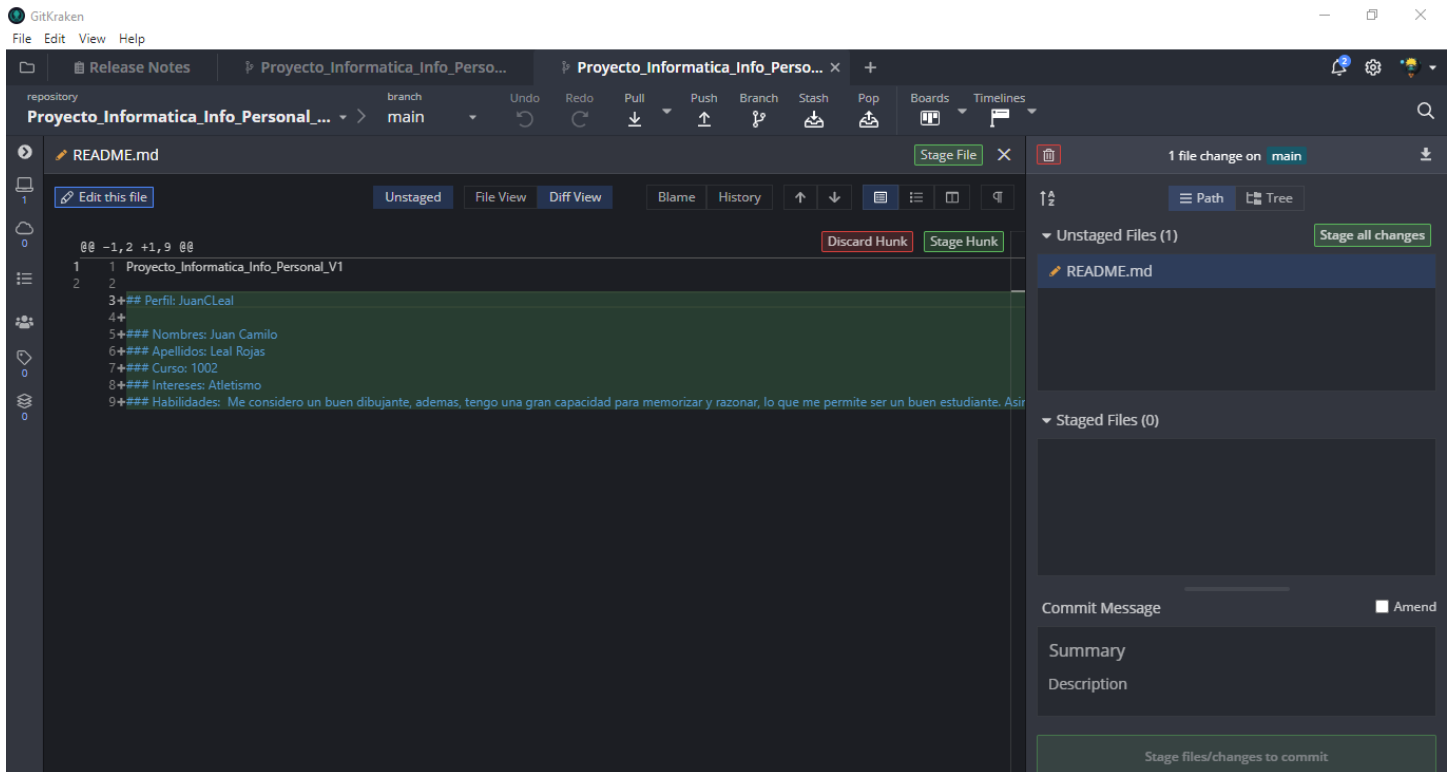 GitKraken
File Edit View Help
Release Notes
Proyecto_Informatica_Info_Perso...
Proyecto_Informatica_Info_Perso...
2
repository
Proyecto_Informatica_Info_Personal_...
branch
main
Undo
Redo
Pull
Push
Branch
Stash
Pop
Boards
Timelines
README.md
Stage File
Edit this file
Unstaged
File View
Diff View
Blame
History
1
0
0
0
@@ -1,2 +1,9 @@
Discard Hunk
Stage Hunk
1 1 Proyecto_Informatica_Info_Personal_V1
2 2
3+## Perfil: JuanCLeal
4+
5+### Nombres: Juan Camilo
6+### Apellidos: Leal Rojas
7+### Curso: 1002
8+### Intereses: Atletismo
9+### Habilidades:  Me considero un buen dibujante, ademas, tengo una gran capacidad para memorizar y razonar, lo que me permite ser un buen estudiante. Asir
1 file change on main
Path
Tree
Unstaged Files (1)
Stage all changes
README.md
Staged Files (0)
Commit Message
Amend
Summary
Description
Stage files/changes to commit